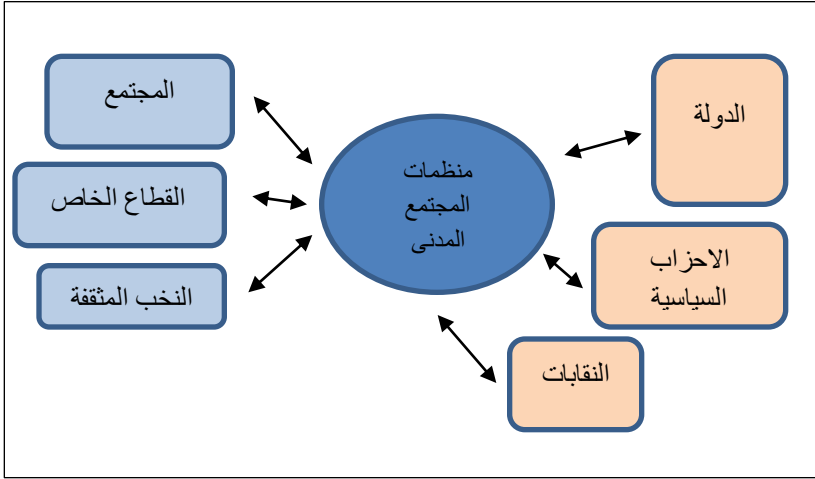 الدولة
المجتمع
منظمات
المجتمع
المدنى
القطاع الخاص
الاحزاب
السياسية
النخب المثقفة
النقابات